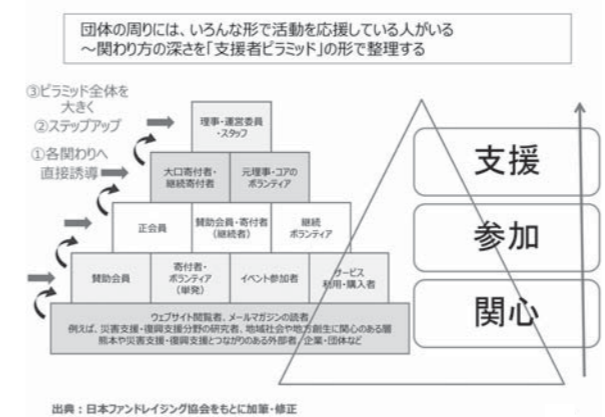 団体の周りには、いろんな形で活動を応援している人がいる
～関わり方の深さを「支援者ピラミッド」の形で整理する
③ピラミッド全体を
大きく
②ステップアップ
①各関わりへ
直接誘導
理事・運営委員
・スタッフ
大口寄付者・
継続寄付者
元理事・コアの
ボランティア
正会員
賛助会員・寄付者
(継続者)
継続
ボランティア
賛助会員
寄付者・
ボランティア
(単発)
イベント参加者
サービス
利用・購入者
ウェブサイト閲覧者、メールマガジンの読者
例えば、災害支援・復興支援分野の研究者、地域社会や地方創生に関心のある層
熊本や災害支援・復興支援とつながりのある外部者、企業・団体など
支援
参加
関心
出典：日本ファンドレイジング協会をもとに加筆・修正